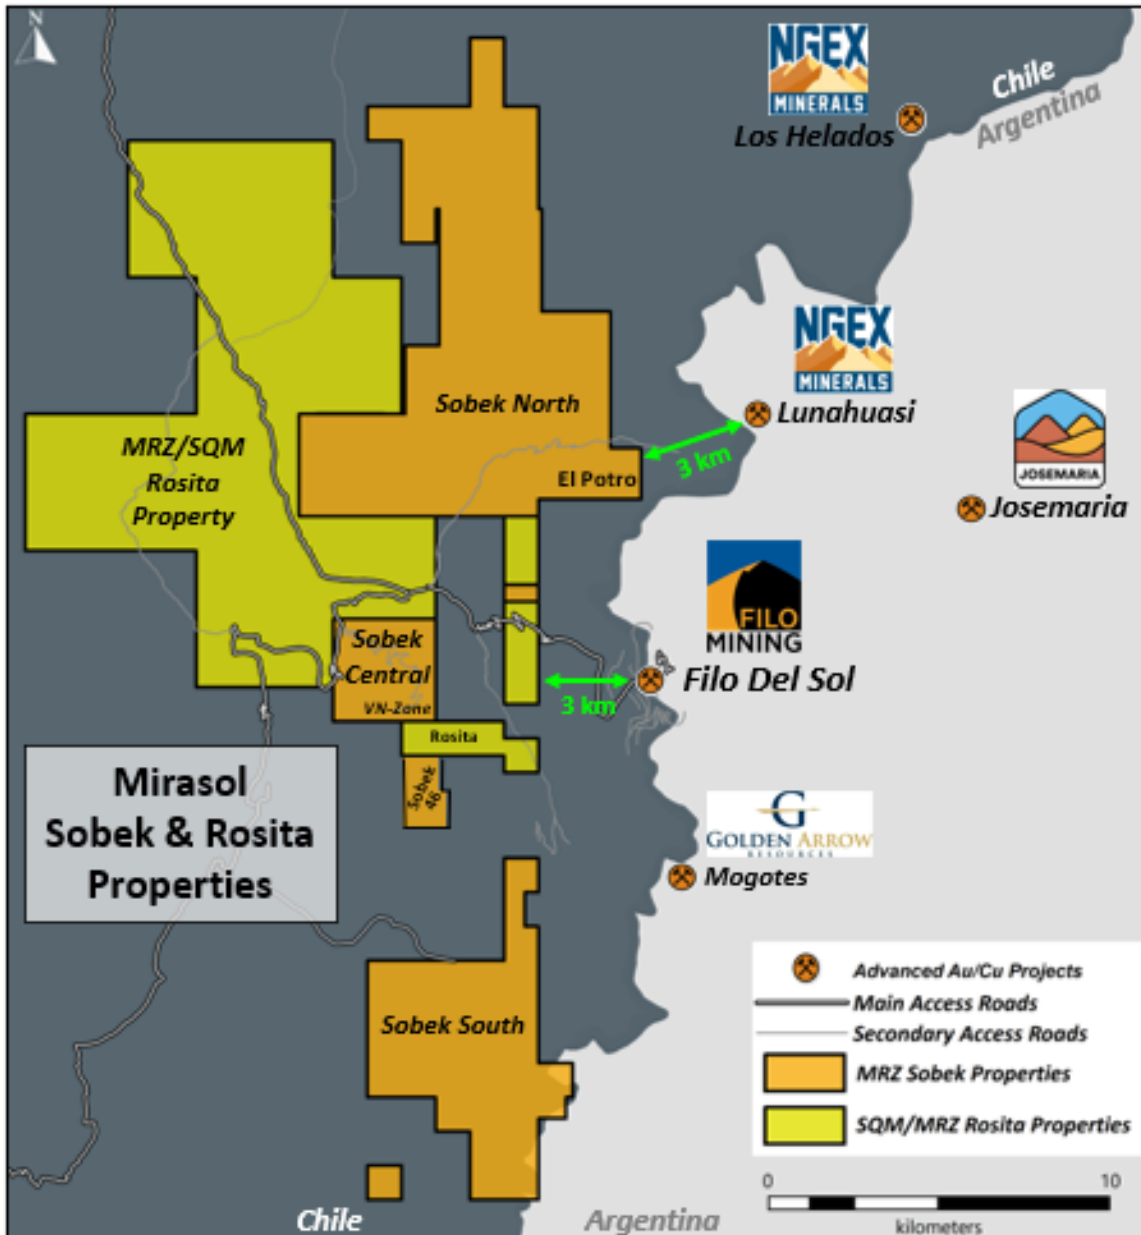 N
NGEX
MINERALS
Los Helados
Chile
Argentina
NGEX
MINERALS
Lunahuasi
JOSEMARIA
Josemaria
Sobek North
El Potro
3 km
MRZ/SQM
Rosita
Property
FILO
MINING
Filo Del Sol
3 km
Sobek
Central
VN-Zone
Rosita
Sobek
46
Mirasol
Sobek & Rosita
Properties
G
GOLDEN ARROW
RESOURCES
Mogotes
Sobek South
Advanced Au/Cu Projects
Main Access Roads
Secondary Access Roads
MRZ Sobek Properties
SQM/MRZ Rosita Properties
0 10
kilometers
Chile
Argentina